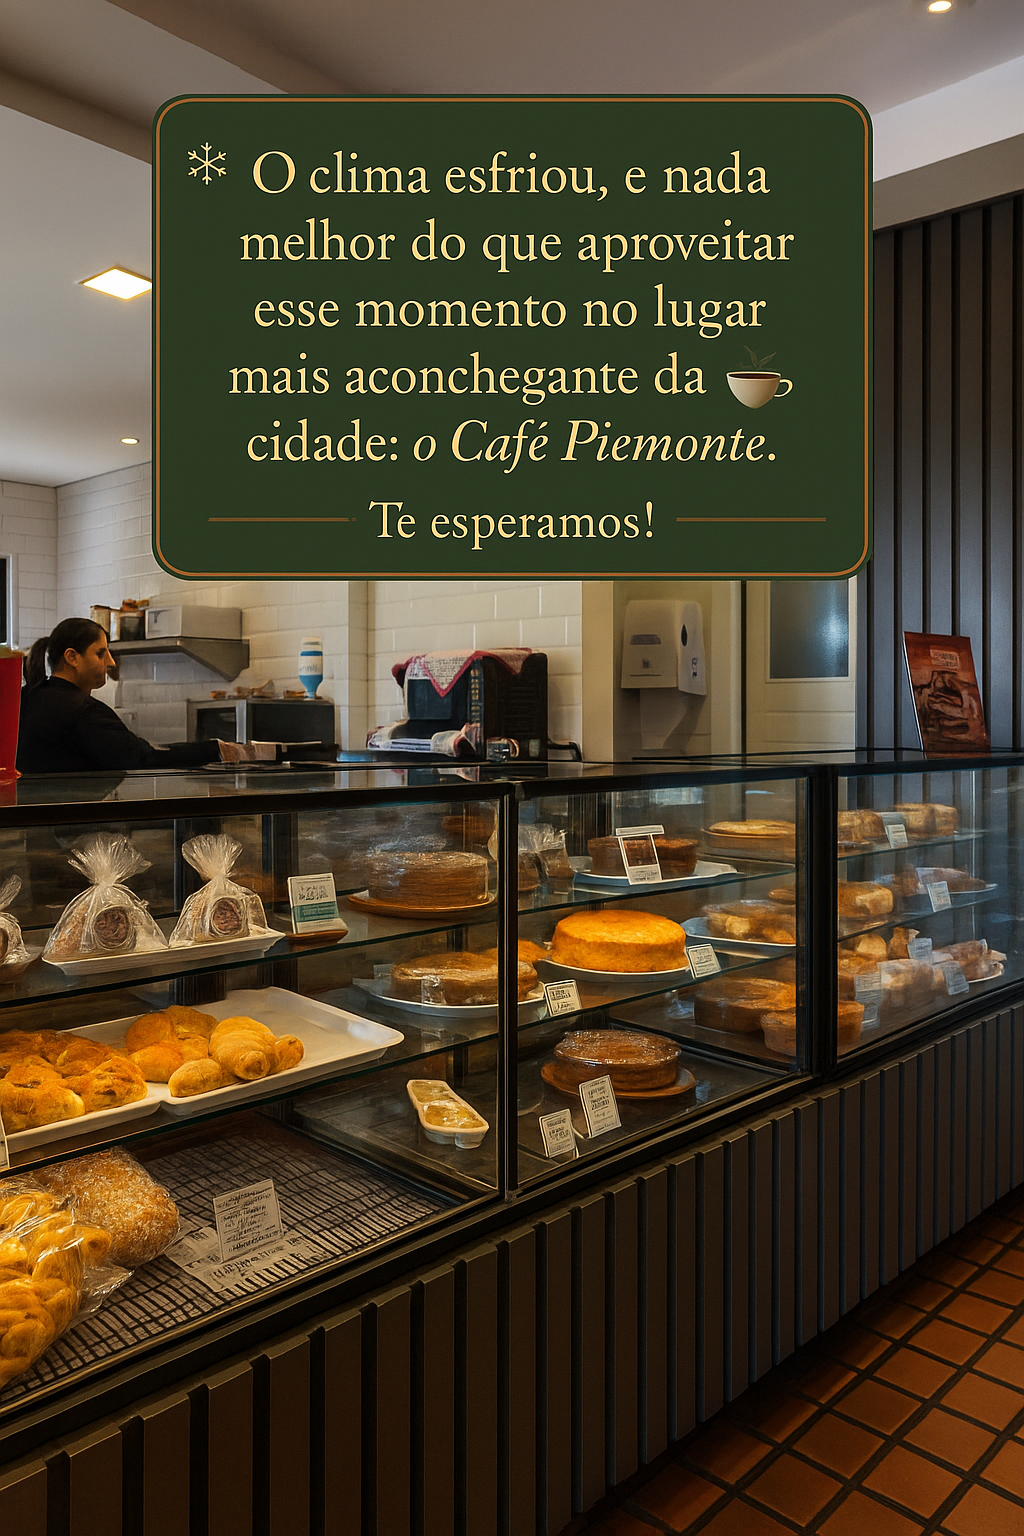 O clima esfriou, e nada
melhor do que aproveitar
esse momento no lugar
mais aconchegante da
cidade: o Café Piemonte.
Te esperamos!